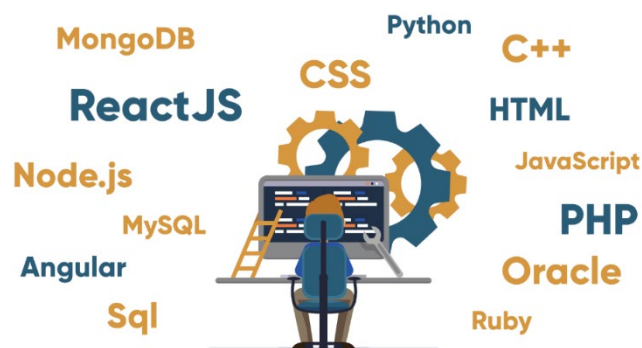 Python
MongoDB
C++
CSS
ReactJS
HTML
JavaScript
Node.js
PHP
MySQL
Angular
Oracle
Sql
Ruby